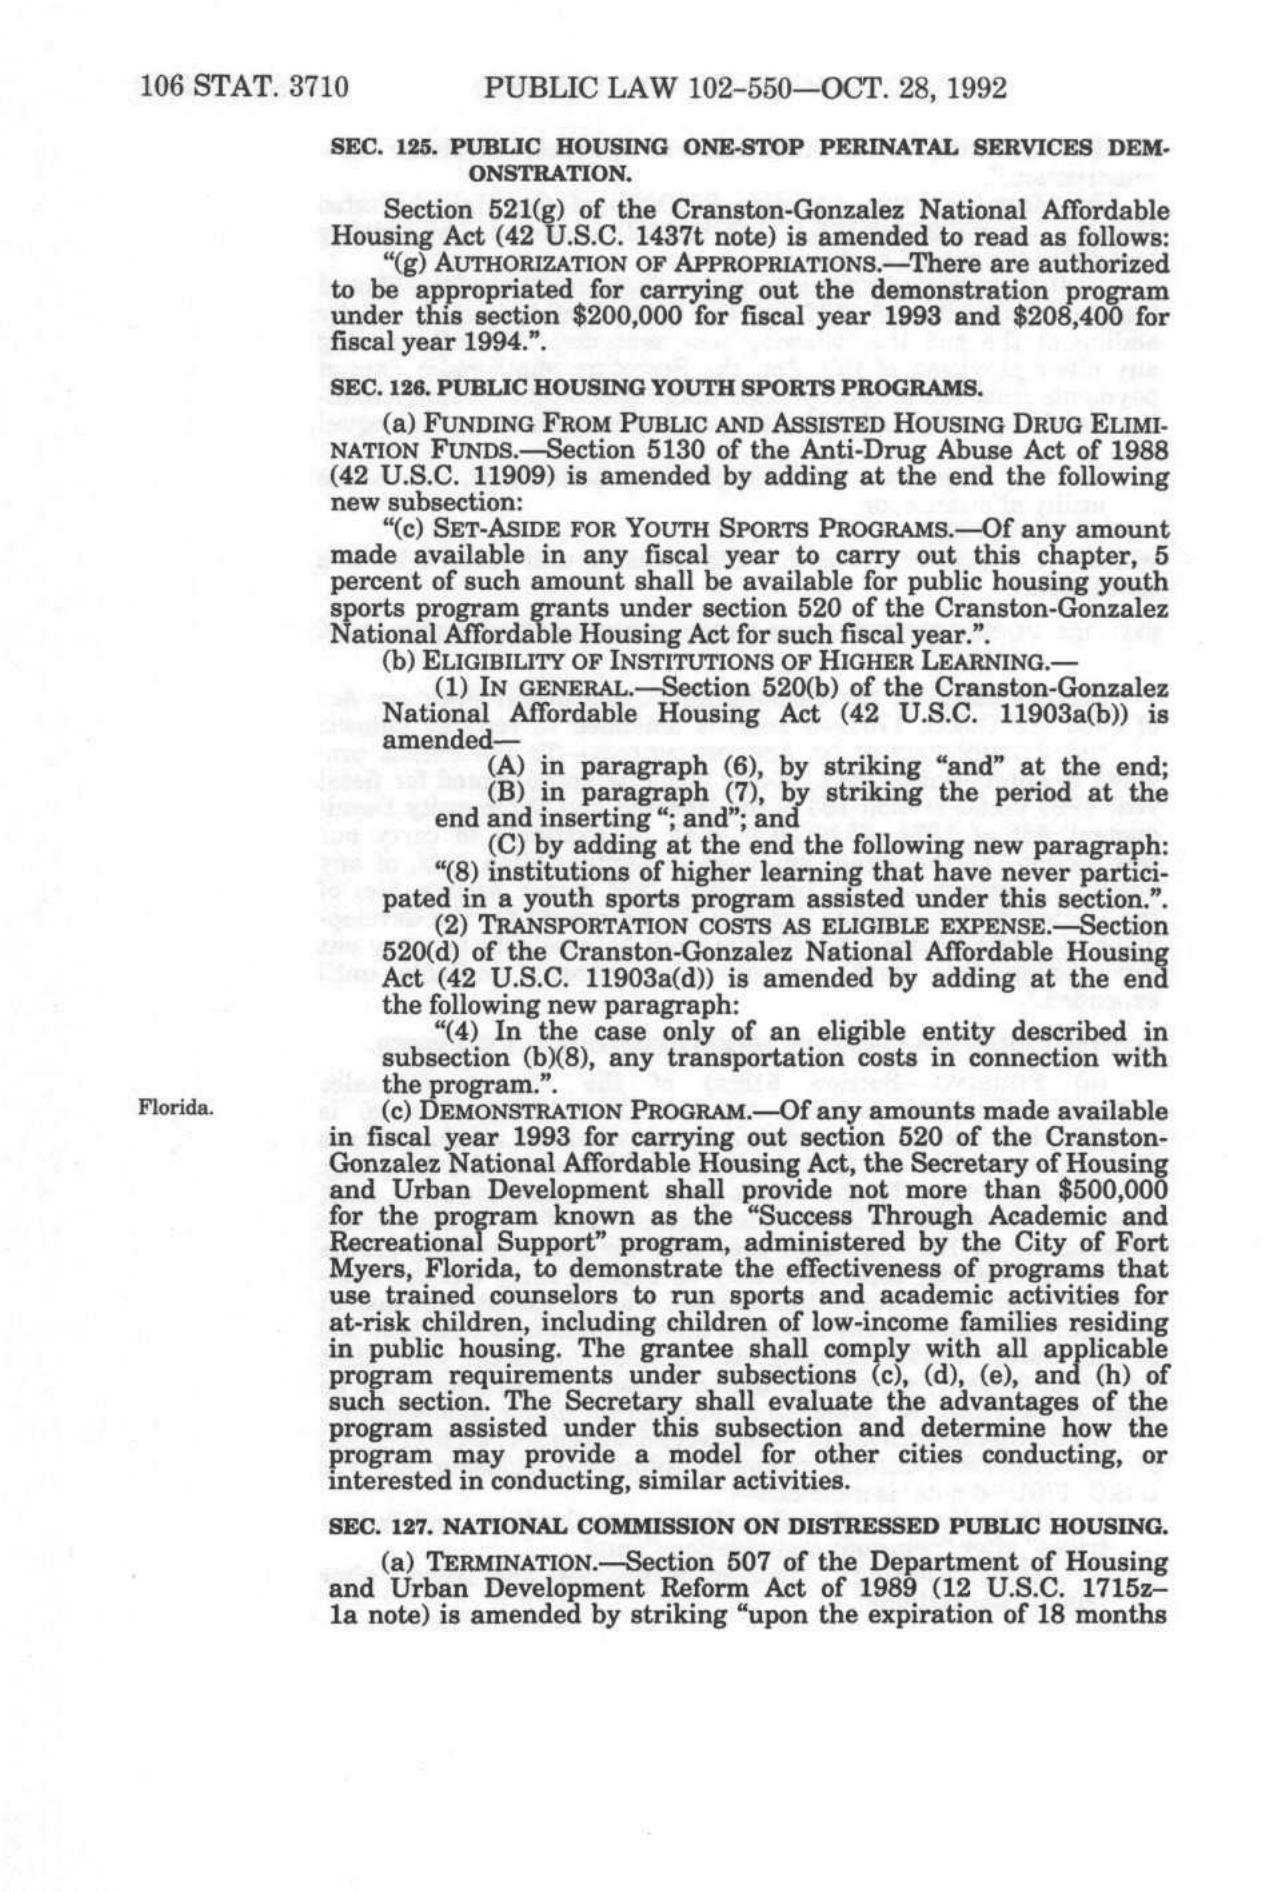 106 STAT. 3710 PUBLIC LAW 102–550—OCT. 28, 1992
SEC. 125. PUBLIC HOUSING ONE-STOP PERINATAL SERVICES DEM-
ONSTRATION.
Section 521(g) of the Cranston-Gonzalez National Affordable
Housing Act (42 U.S.C. 1437t note) is amended to read as follows:
“(g) AUTHORIZATION OF APPROPRIATIONS.—There are authorized
to be appropriated for carrying out the demonstration program
under this section $200,000 for fiscal year 1993 and $208,400 for
fiscal year 1994.”.
SEC. 126. PUBLIC HOUSING YOUTH SPORTS PROGRAMS.
(a) FUNDING FROM PUBLIC AND ASSISTED HOUSING DRUG ELIMI-
NATION FUNDS.—Section 5130 of the Anti-Drug Abuse Act of 1988
(42 U.S.C. 11909) is amended by adding at the end the following
new subsection:
“(c) SET-ASIDE FOR YOUTH SPORTS PROGRAMS.—Of any amount
made available in any fiscal year to carry out this chapter, 5
percent of such amount shall be available for public housing youth
sports program grants under section 520 of the Cranston-Gonzalez
National Affordable Housing Act for such fiscal year.”.
(b) ELIGIBILITY OF INSTITUTIONS OF HIGHER LEARNING.—
(1) IN GENERAL.—Section 520(b) of the Cranston-Gonzalez
National Affordable Housing Act (42 U.S.C. 11903a(b)) is
amended—
(A) in paragraph (6), by striking “and” at the end;
(B) in paragraph (7), by striking the period at the
end and inserting “; and”; and
(C) by adding at the end the following new paragraph:
“(8) institutions of higher learning that have never partici-
pated in a youth sports program assisted under this section.”.
(2) TRANSPORTATION COSTS AS ELIGIBLE EXPENSE.—Section
520(d) of the Cranston-Gonzalez National Affordable Housing
Act (42 U.S.C. 11903a(d)) is amended by adding at the end
the following new paragraph:
“(4) In the case only of an eligible entity described in
subsection (b)(8), any transportation costs in connection with
the program.”.
Florida.
(c) DEMONSTRATION PROGRAM.—Of any amounts made available
in fiscal year 1993 for carrying out section 520 of the Cranston-
Gonzalez National Affordable Housing Act, the Secretary of Housing
and Urban Development shall provide not more than $500,000
for the program known as the “Success Through Academic and
Recreational Support” program, administered by the City of Fort
Myers, Florida, to demonstrate the effectiveness of programs that
use trained counselors to run sports and academic activities for
at-risk children, including children of low-income families residing
in public housing. The grantee shall comply with all applicable
program requirements under subsections (c), (d), (e), and (h) of
such section. The Secretary shall evaluate the advantages of the
program assisted under this subsection and determine how the
program may provide a model for other cities conducting, or
interested in conducting, similar activities.
SEC. 127. NATIONAL COMMISSION ON DISTRESSED PUBLIC HOUSING.
(a) TERMINATION.—Section 507 of the Department of Housing
and Urban Development Reform Act of 1989 (12 U.S.C. 1715z–
1a note) is amended by striking “upon the expiration of 18 months